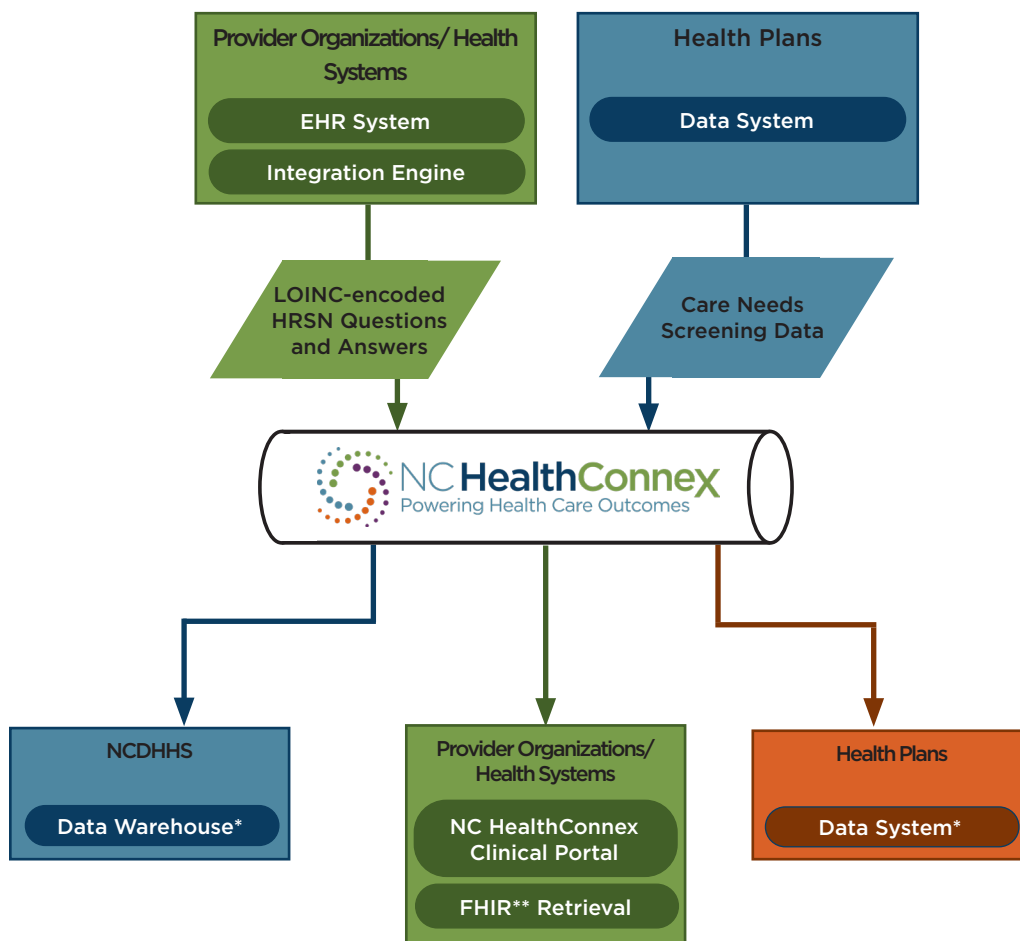 Provider Organizations/ Health
Systems
EHR System
Integration Engine
Health Plans
Data System
LOINC-encoded
HRSN Questions
and Answers
Care Needs
Screening Data
NC HealthConnex
Powering Health Care Outcomes
NCDHHS
Data Warehouse*
Provider Organizations/
Health Systems
NC HealthConnex
Clinical Portal
FHIR** Retrieval
Health Plans
Data System*